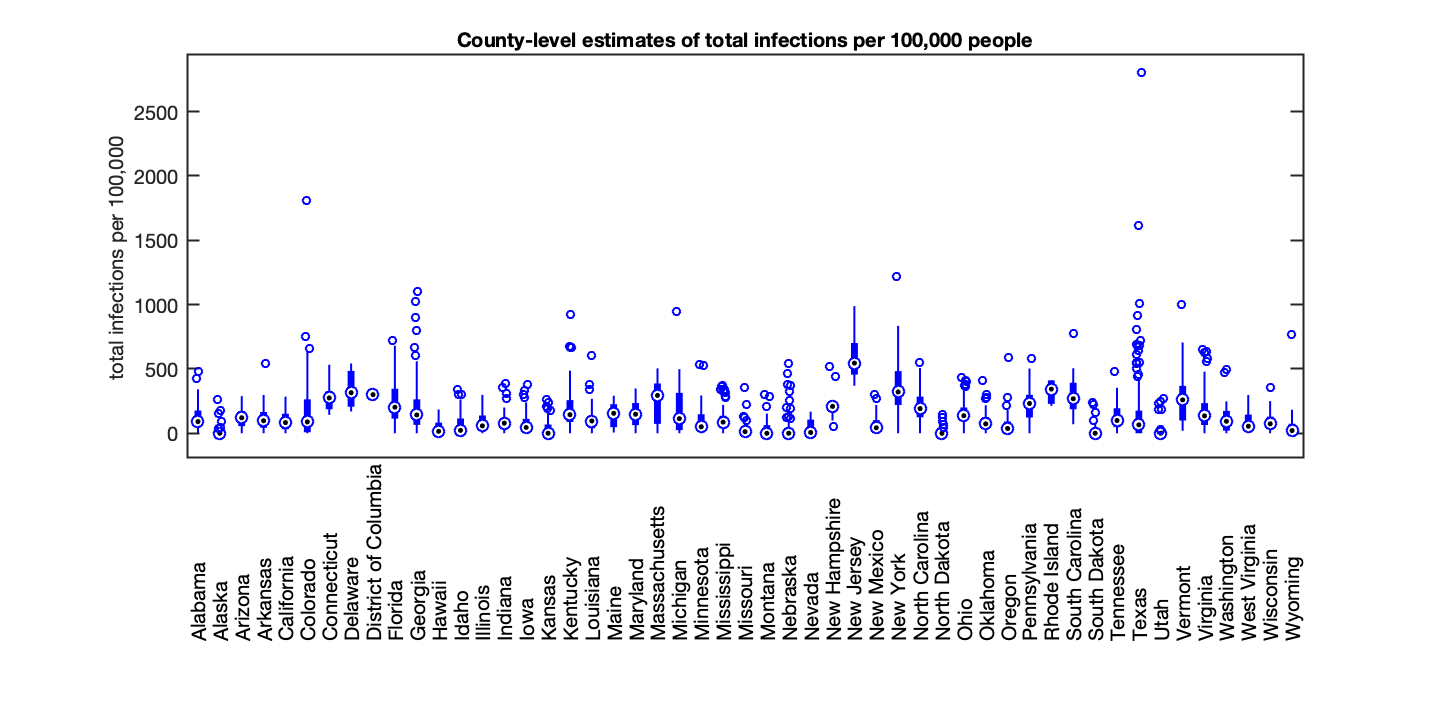 County-level estimates of total infections per 100,000 people
total infections per 100,000
2500
2000
1500
1000
500
0
Alabama
Alaska
Arizona
Arkansas
California
Colorado
Connecticut
Delaware
District of Columbia
Florida
Georgia
Hawaii
Idaho
Illinois
Indiana
Iowa
Kansas
Kentucky
Louisiana
Maine
Maryland
Massachusetts
Michigan
Minnesota
Mississippi
Missouri
Montana
Nebraska
Nevada
New Hampshire
New Jersey
New Mexico
New York
North Carolina
North Dakota
Ohio
Oklahoma
Oregon
Pennsylvania
Rhode Island
South Carolina
South Dakota
Tennessee
Texas
Utah
Vermont
Virginia
Washington
West Virginia
Wisconsin
Wyoming